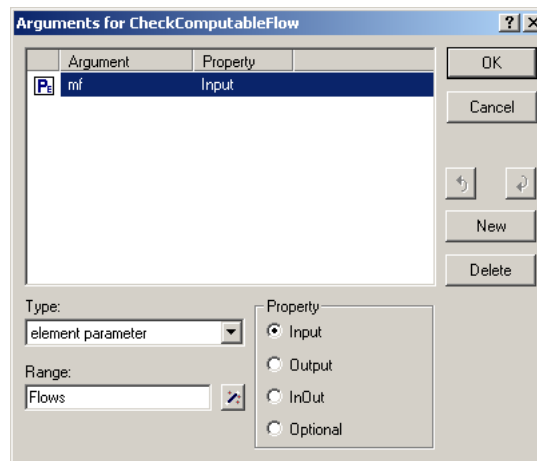 Arguments for CheckComputableFlow
Argument Property
OK
PE mf Input
Cancel
New
Delete
Type:
element parameter
Property
Input
Output
Range:
Flows
InOut
Optional